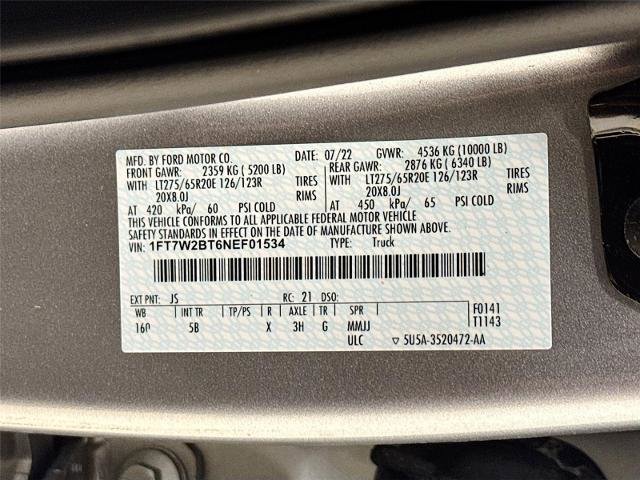 MFD. BY FORD MOTOR CO. DATE: 07/22 GVWR: 4536 KG (10000 LB)
FRONT GAWR: 2359 KG ( 5200 LB) REAR GAWR: 2876 KG ( 6340 LB)
WITH LT275/65R20E 126/123R TIRES WITH LT275/65R20E 126/123R TIRES
20X8.0J RIMS 20X8.0J RIMS
AT 420 kPa/ 60 PSI COLD AT 450 kPa/ 65 PSI COLD
THIS VEHICLE CONFORMS TO ALL APPLICABLE FEDERAL MOTOR VEHICLE
SAFETY STANDARDS IN EFFECT ON THE DATE OF MANUFACTURE SHOWN ABOVE.
VIN: 1FT7W2BT6NEF01534 TYPE: Truck
EXT PNT: JS RC: 21 DSO:
WB INT TR TP/PS R AXLE TR SPR F0141
160 5B X 3H G MMJJ T1143
ULC ▽ 5U5A-3520472-AA